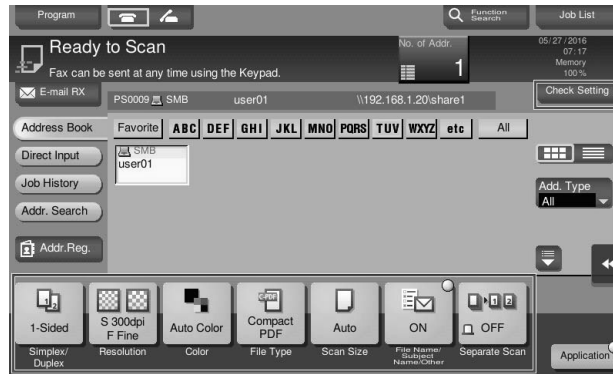 Program
Function
Search
Job List
Ready to Scan
Fax can be sent at any time using the Keypad.
No. of Addr.
1
05/27/2016
07:17
Memory
100%
E-mail RX
PS0009 SMB user01 \\192.168.1.20\share1
Check Setting
Address Book
Favorite ABC DEF GHI JKL MNO PQRS TUV WXYZ etc All
Direct Input
SMB
user01
Job History
Add. Type
All
Addr. Search
Addr.Reg.
1-Sided
S 300dpi
F Fine
Auto Color
C-PDF
Compact
PDF
Auto
ON
OFF
Simplex/
Duplex
Resolution
Color
File Type
Scan Size
File Name/
Subject
Name/Other
Separate Scan
Application